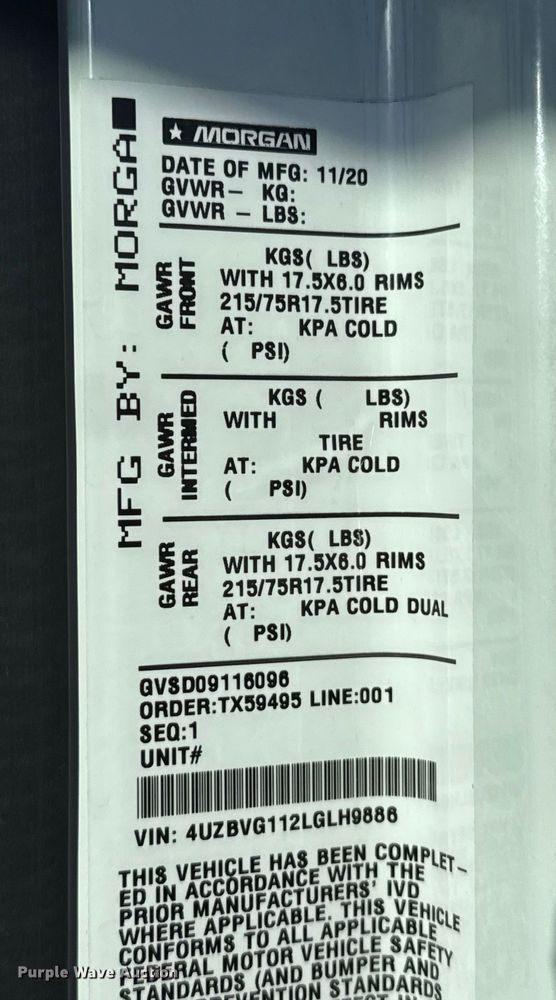 MFG BY: MORGA
★ MORGAN
DATE OF MFG: 11/20
GVWR- KG:
GVWR - LBS:
GAWR
FRONT
KGS( LBS)
WITH 17.5X6.0 RIMS
215/75R17.5TIRE
AT: KPA COLD
( PSI)
GAWR
INTERMED
KGS ( LBS)
WITH RIMS
TIRE
AT: KPA COLD
( PSI)
GAWR
REAR
KGS( LBS)
WITH 17.5X6.0 RIMS
215/75R17.5TIRE
AT: KPA COLD DUAL
( PSI)
GVSD09116096
ORDER:TX59495 LINE:001
SEQ:1
UNIT#
VIN: 4UZBVG112LGLH9886
THIS VEHICLE HAS BEEN COMPLET-
ED IN ACCORDANCE WITH THE
PRIOR MANUFACTURERS' IVD
WHERE APPLICABLE. THIS VEHICLE
CONFORMS TO ALL APPLICABLE
FEDERAL MOTOR VEHICLE SAFETY
STANDARDS (AND BUMPER AND
PREVENTION STANDARDS
Purple Wave Auction